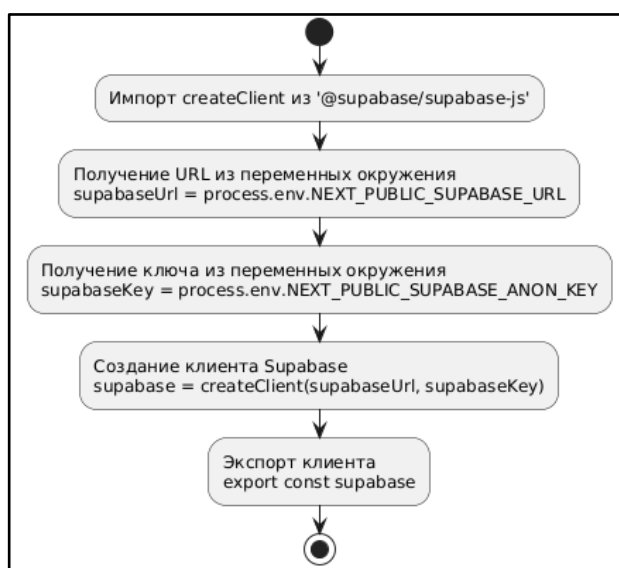 Импорт createClient из '@supabase/supabase-js'
Получение URL из переменных окружения
supabaseUrl = process.env.NEXT_PUBLIC_SUPABASE_URL
Получение ключа из переменных окружения
supabaseKey = process.env.NEXT_PUBLIC_SUPABASE_ANON_KEY
Создание клиента Supabase
supabase = createClient(supabaseUrl, supabaseKey)
Экспорт клиента
export const supabase